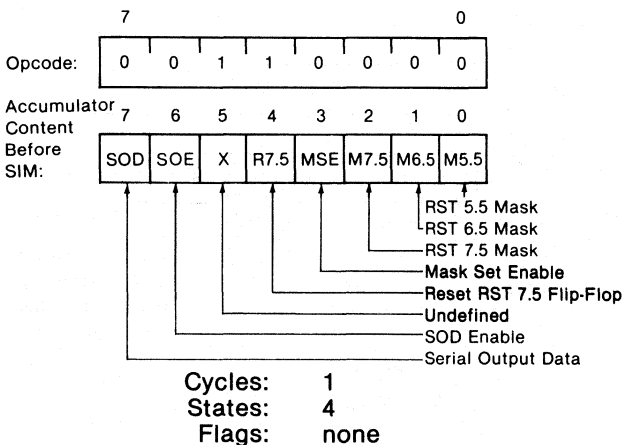 7 0
Opcode: 0 0 1 1 0 0 0 0
Accumulator 7 6 5 4 3 2 1 0
Content
Before
SIM: SOD SOE X R7.5 MSE M7.5 M6.5 M5.5
RST 5.5 Mask
RST 6.5 Mask
RST 7.5 Mask
Mask Set Enable
Reset RST 7.5 Flip-Flop
Undefined
SOD Enable
Serial Output Data
Cycles: 1
States: 4
Flags: none